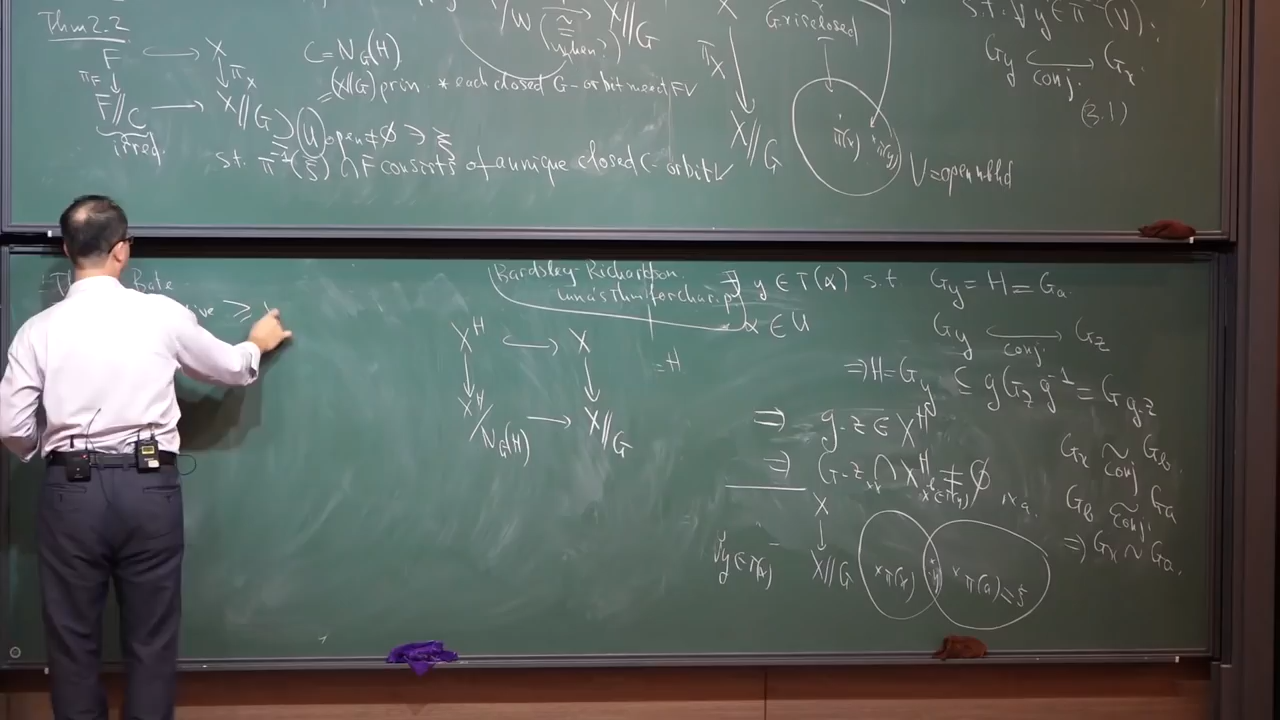 Thm 2.2
F ⟶ X
π_F ↓ ↓ π_X
F//C ⟶ X//G ⊃ U open ≠ ∅ ∋ ξ
irred.
C = N_G(H)
(X//G) prin. * each closed G-orbit meet F ∨
s.t. π⁻¹(ξ) ∩ F consists of a unique closed C-orbit ✓
/W ⟶ X//G
(≅ when?)
X
π_X ↓
X//G
G is closed
π(x) π(y)
V = open nbhd
s.t. ∀ y ∈ π⁻¹(V),
G_y ⟶ G_x
conj.
(3.1)
Bate
Bardsley-Richardson
Luna's Thm for char. p
X^H ⟶ X
↓ ↓
X^H/N_G(H) ⟶ X//G
= H
∃ y ∈ T(α) s.t. G_y = H = G_a.
α ∈ U
G_y ⟶ G_z
conj.
⇒ H = G_y ⊆ g G_z g⁻¹ = G_{g·z}
⇒ g·z ∈ X^H
⇒ G·z ∩ X^H ≠ ∅
X
↓
X//G
π(x) y π(a) = ξ
G_x ~ G_b
conj
G_b ~ G_a
conj.
⇒ G_x ~ G_a.